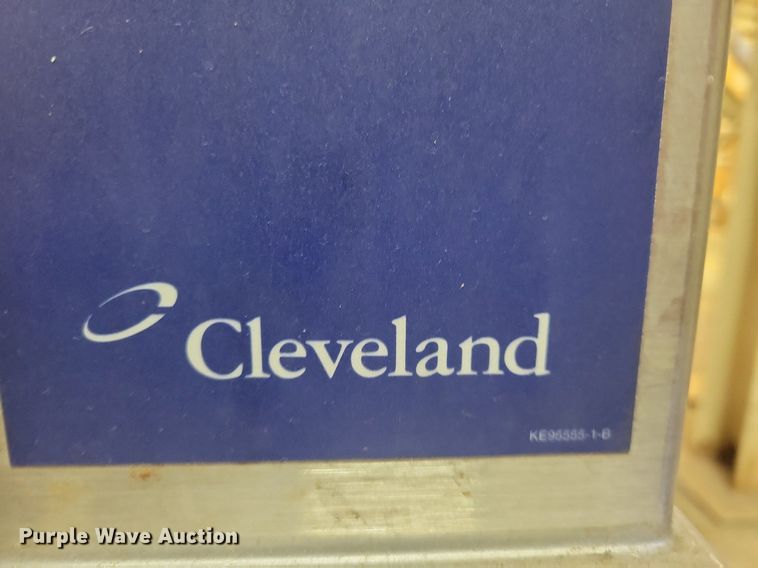 Cleveland
KE95555-1-B
Purple Wave Auction